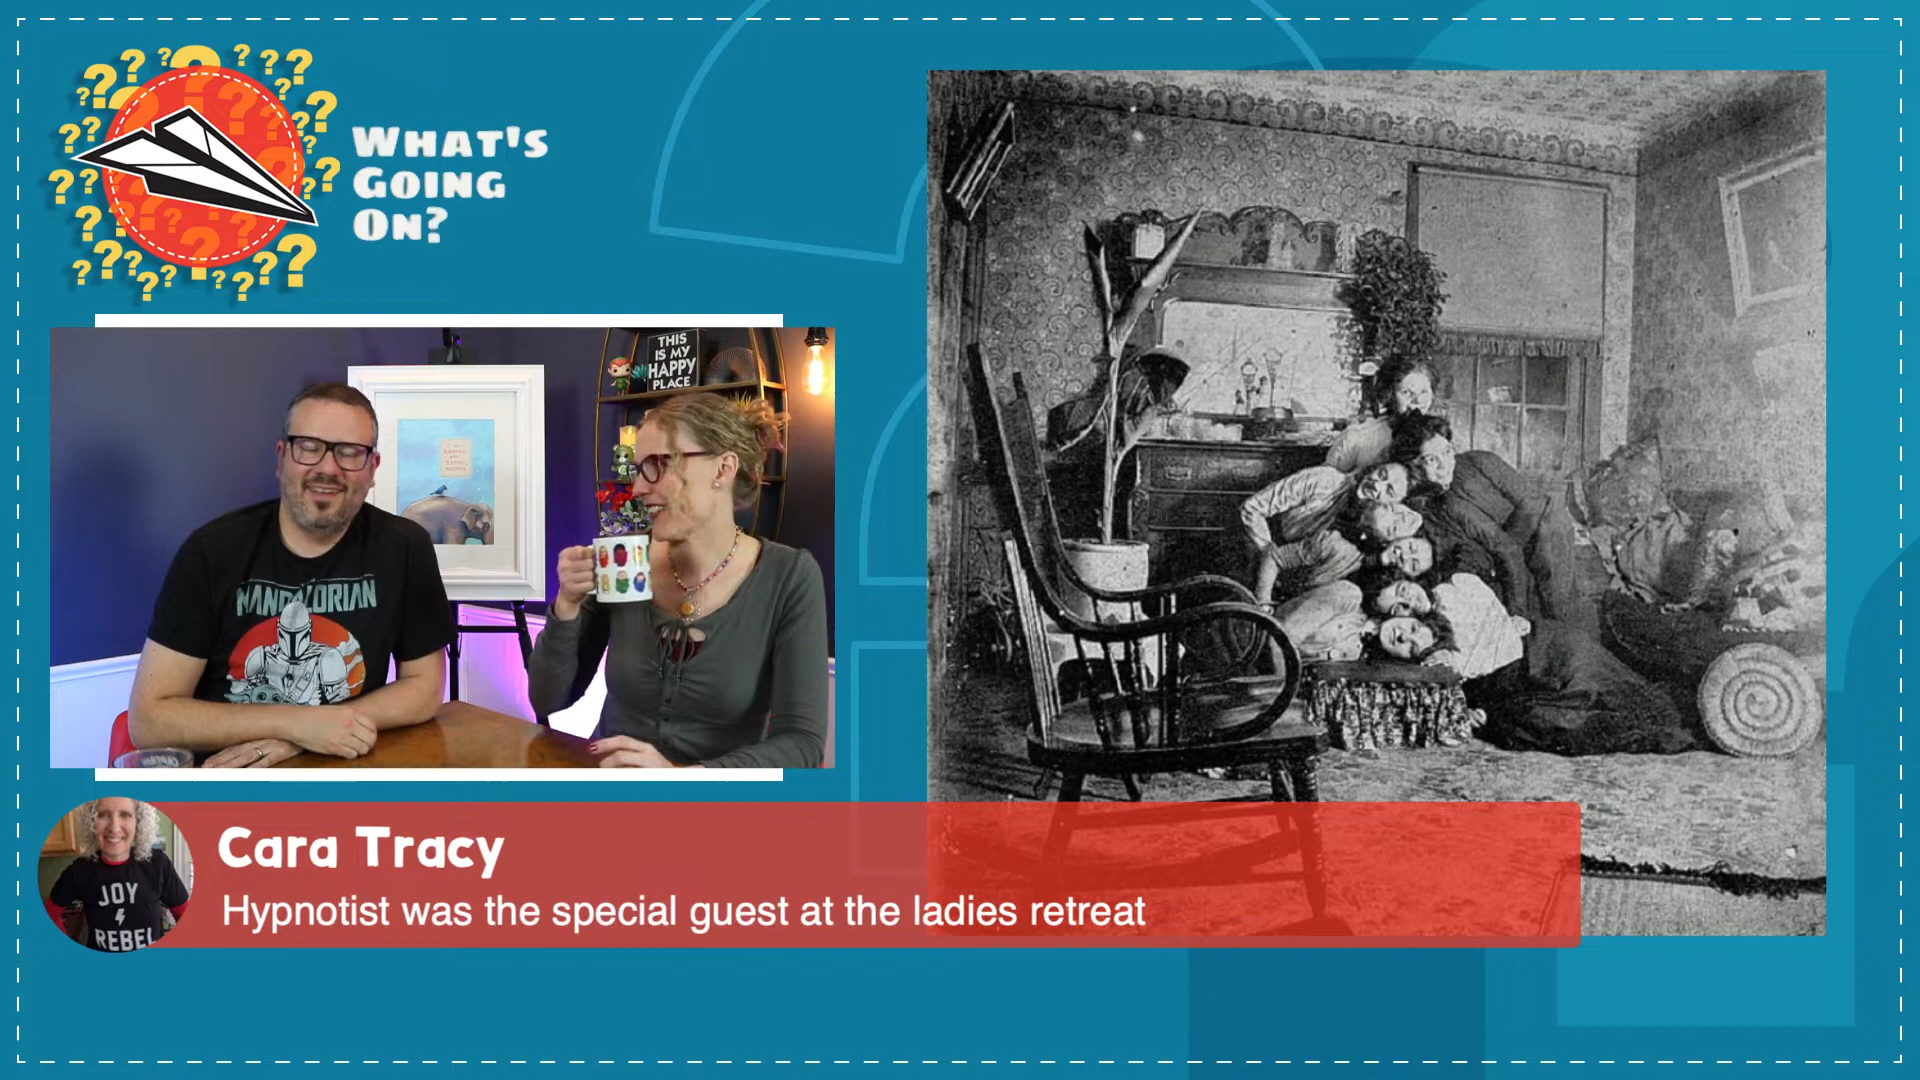 WHAT'S
GOING
ON?
THIS
IS MY
HAPPY
PLACE
MANDALORIAN
Cara Tracy
Hypnotist was the special guest at the ladies retreat
JOY
REBEL